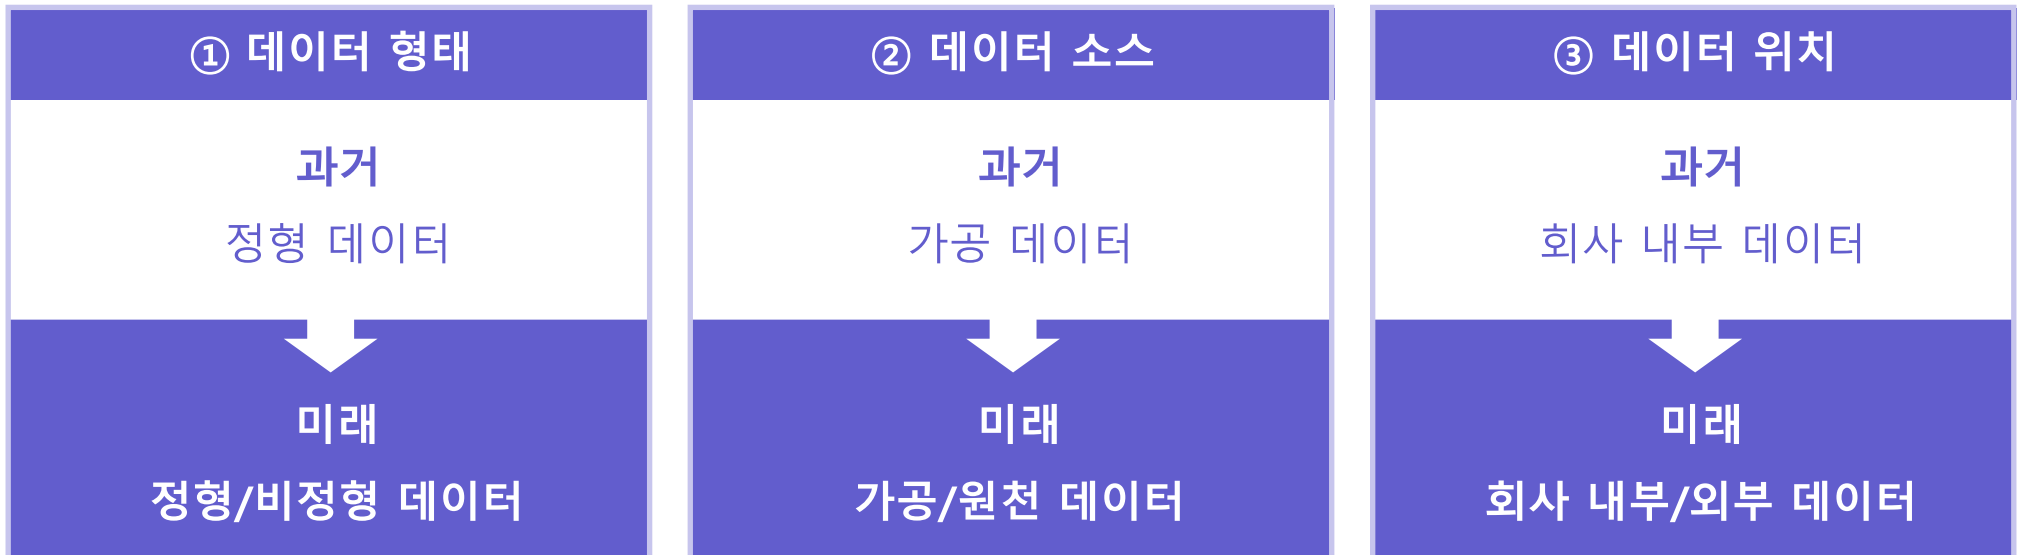 ① 데이터 형태
과거
정형 데이터
미래
정형/비정형 데이터
② 데이터 소스
과거
가공 데이터
미래
가공/원천 데이터
③ 데이터 위치
과거
회사 내부 데이터
미래
회사 내부/외부 데이터